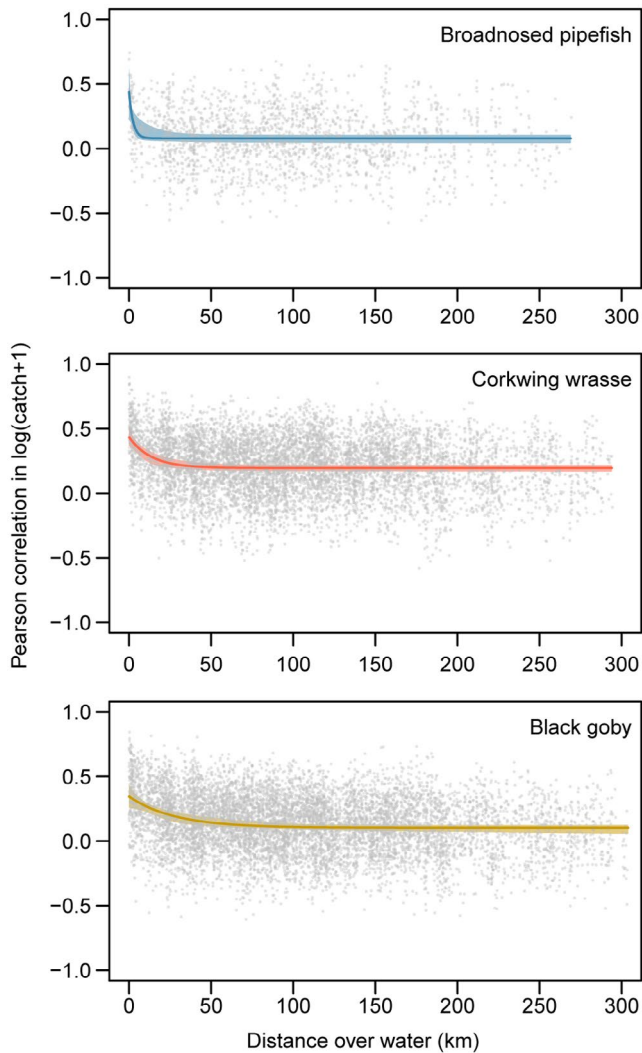 Broadnosed pipefish
1.0
0.5
0.0
−0.5
−1.0
0 50 100 150 200 250 300
Corkwing wrasse
1.0
0.5
0.0
−0.5
−1.0
0 50 100 150 200 250 300
Black goby
1.0
0.5
0.0
−0.5
−1.0
0 50 100 150 200 250 300
Pearson correlation in log(catch+1)
Distance over water (km)